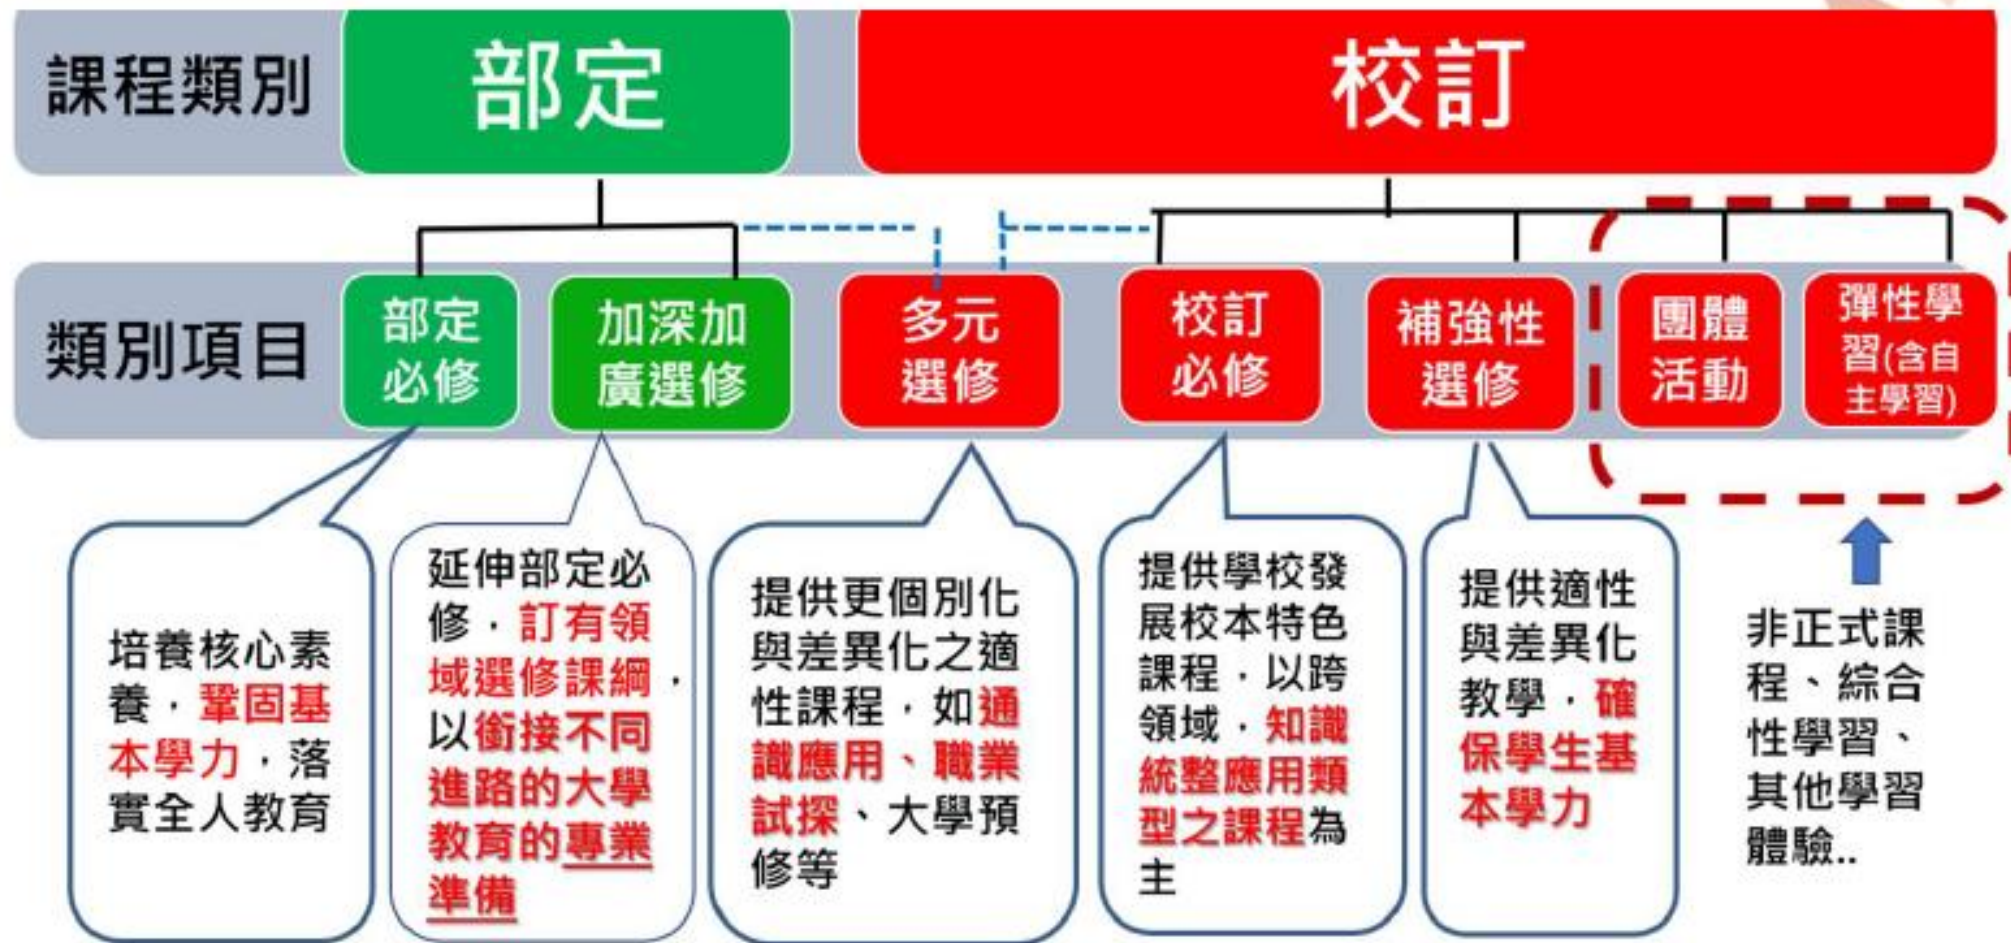 課程類別
部定
校訂
類別項目
部定
必修
加深加
廣選修
多元
選修
校訂
必修
補強性
選修
團體
活動
彈性學
習(含自
主學習)
培養核心素
養，鞏固基
本學力，落
實全人教育
延伸部定必
修，訂有領
域選修課綱，
以銜接不同
進路的大學
教育的專業
準備
提供更個別化
與差異化之適
性課程，如通
識應用、職業
試探、大學預
修等
提供學校發
展校本特色
課程，以跨
領域，知識
統整應用類
型之課程為
主
提供適性
與差異化
教學，確
保學生基
本學力
非正式課
程、綜合
性學習、
其他學習
體驗..